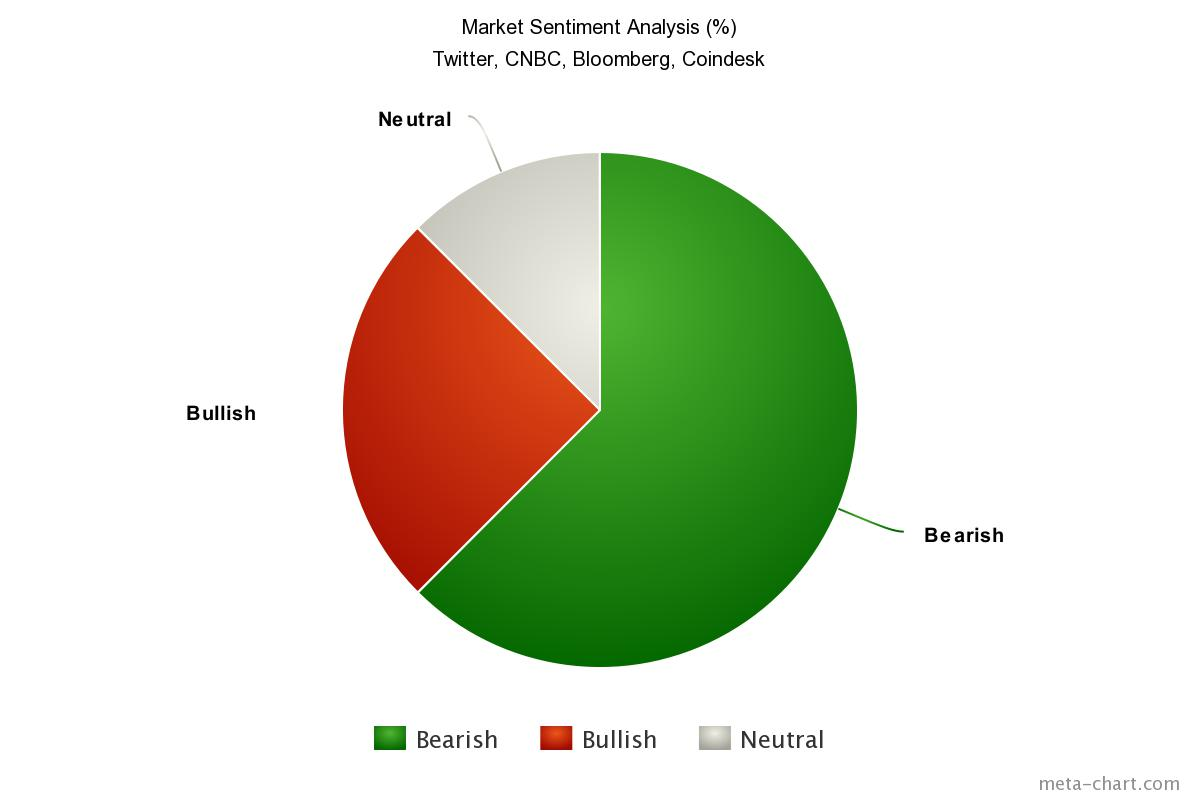 Market Sentiment Analysis (%)
Twitter, CNBC, Bloomberg, Coindesk
Neutral
Bullish
Bearish
Bearish Bullish Neutral
meta-chart.com